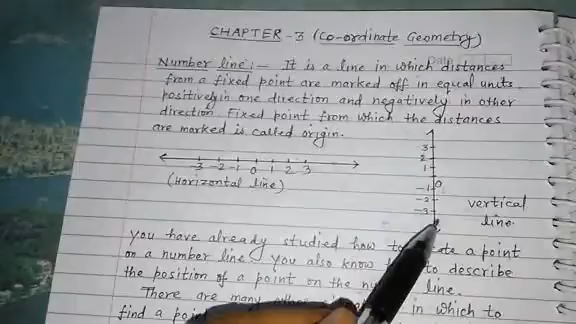 CHAPTER - 3 (Co-ordinate Geometry)
Number line :- It is a line in which distances
from a fixed point are marked off in equal units
positively in one direction and negatively in other
direction. Fixed point from which the distances
are marked is called origin.
-3 -2 -1 0 1 2 3
(Horizontal line)
3
2
1
0
-1
-2
-3
vertical
line.
you have already studied how to a point
on a number line. you also know to describe
the position of a point on the line.
There are many in which to
find a